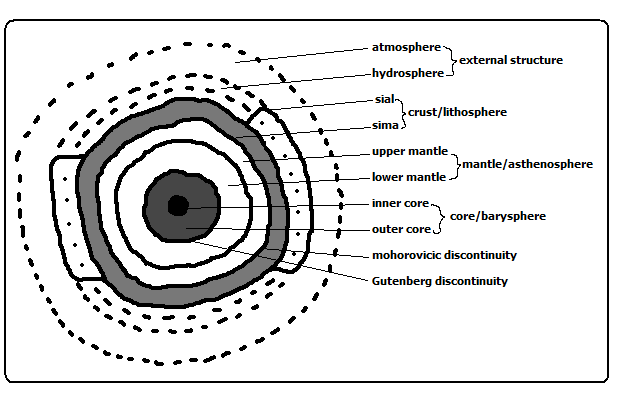 atmosphere
external structure
hydrosphere
sial
crust/lithosphere
sima
upper mantle
mantle/asthenosphere
lower mantle
inner core
core/barysphere
outer core
mohorovicic discontinuity
Gutenberg discontinuity